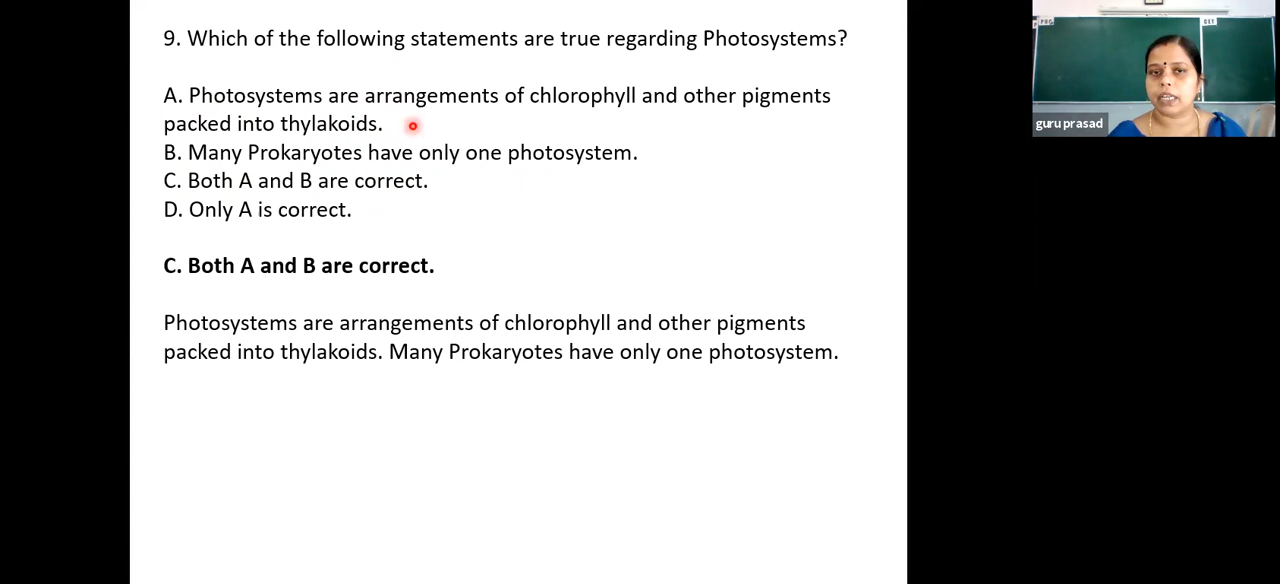 9. Which of the following statements are true regarding Photosystems?
A. Photosystems are arrangements of chlorophyll and other pigments
packed into thylakoids.
B. Many Prokaryotes have only one photosystem.
C. Both A and B are correct.
D. Only A is correct.
C. Both A and B are correct.
Photosystems are arrangements of chlorophyll and other pigments
packed into thylakoids. Many Prokaryotes have only one photosystem.
guru prasad